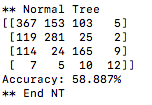 ** Normal Tree
[[367 153 103   5]
 [119 281  25   2]
 [114  24 165   9]
 [  7   5  10  12]]
Accuracy: 58.887%
** End NT